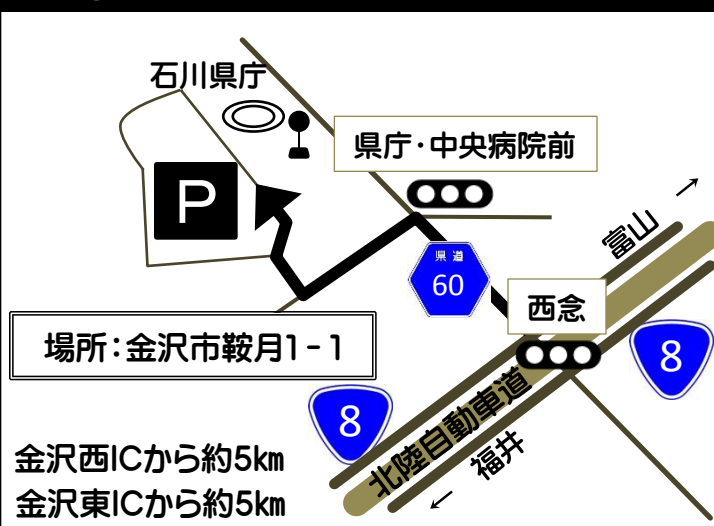 石川県庁
県庁・中央病院前
P
→
富山
県道
60
西念
場所：金沢市鞍月1-1
8
8
北陸自動車道
福井
←
金沢西ICから約5km
金沢東ICから約5km